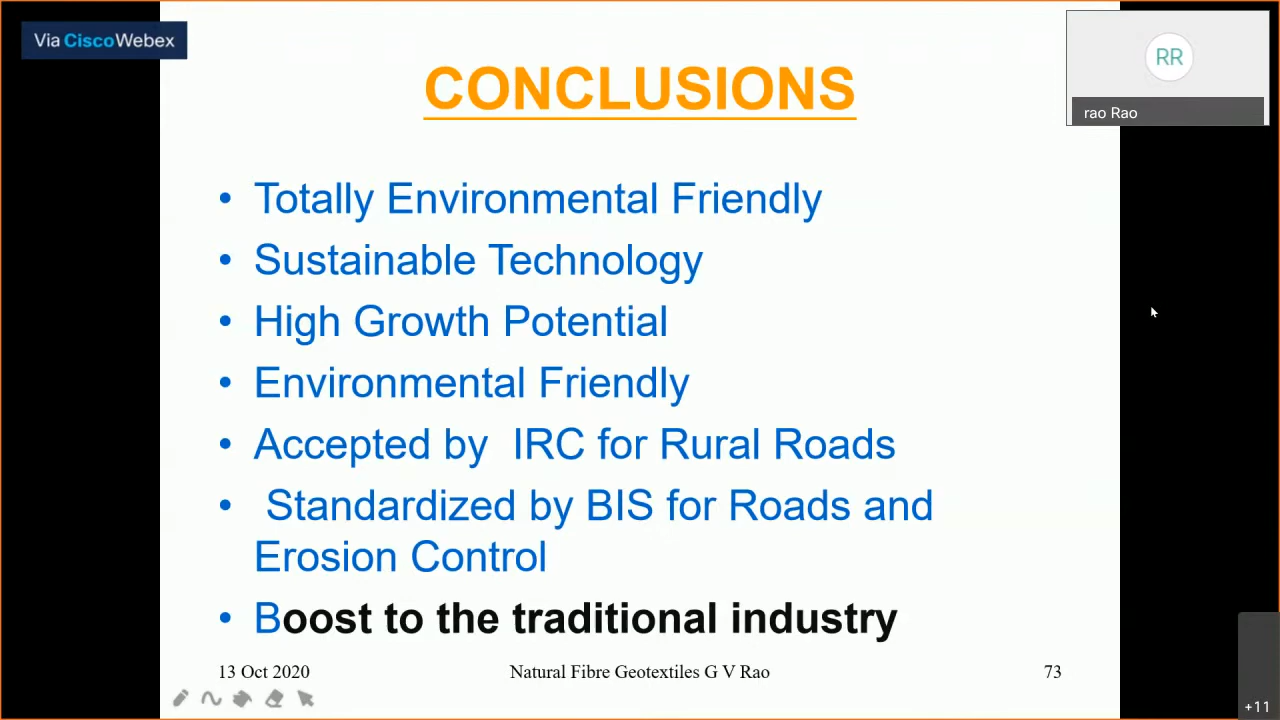 Via CiscoWebex
RR
rao Rao
CONCLUSIONS
• Totally Environmental Friendly
• Sustainable Technology
• High Growth Potential
• Environmental Friendly
• Accepted by  IRC for Rural Roads
•  Standardized by BIS for Roads and
Erosion Control
• Boost to the traditional industry
13 Oct 2020
Natural Fibre Geotextiles G V Rao
73
+11